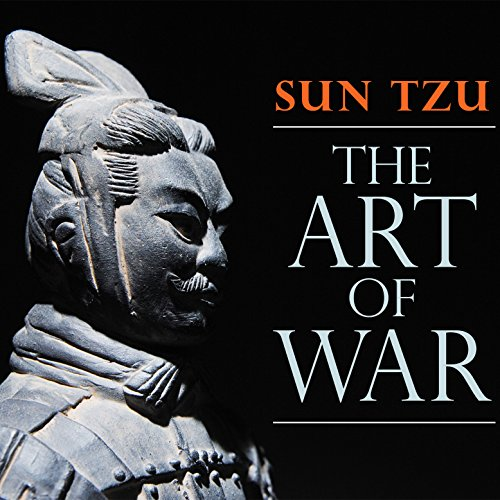 SUN TZU
THE
ART
OF
WAR